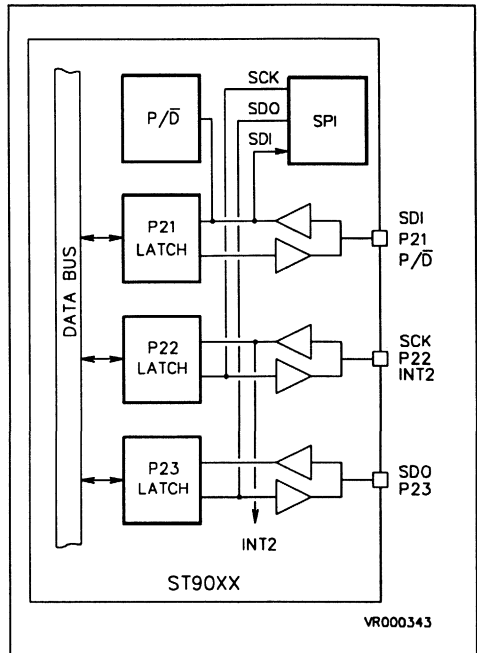 SCK
SDO
SDI
P/D̅
SPI
DATA BUS
P21
LATCH
SDI
P21
P/D̅
P22
LATCH
SCK
P22
INT2
P23
LATCH
SDO
P23
INT2
ST90XX
VR000343